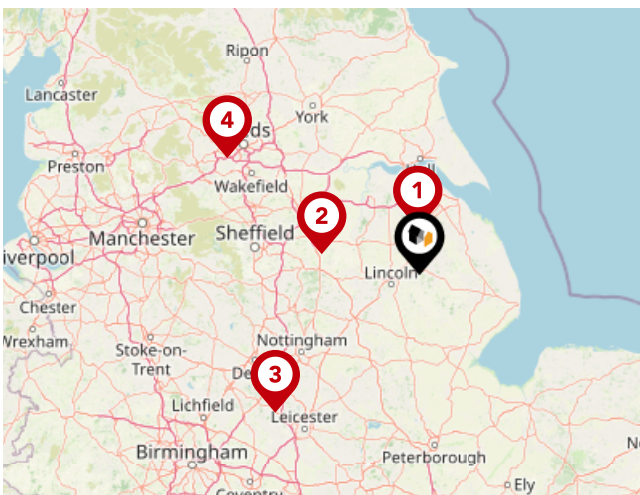 Ripon
Lancaster
York
4
ds
Preston
Wakefield
1
2
Sheffield
Manchester
iverpool
Lincoln
Chester
Nottingham
Wrexham
Stoke-on-
Trent
De
3
Lichfield
Leicester
Birmingham
Peterborough
Coventry
Ely